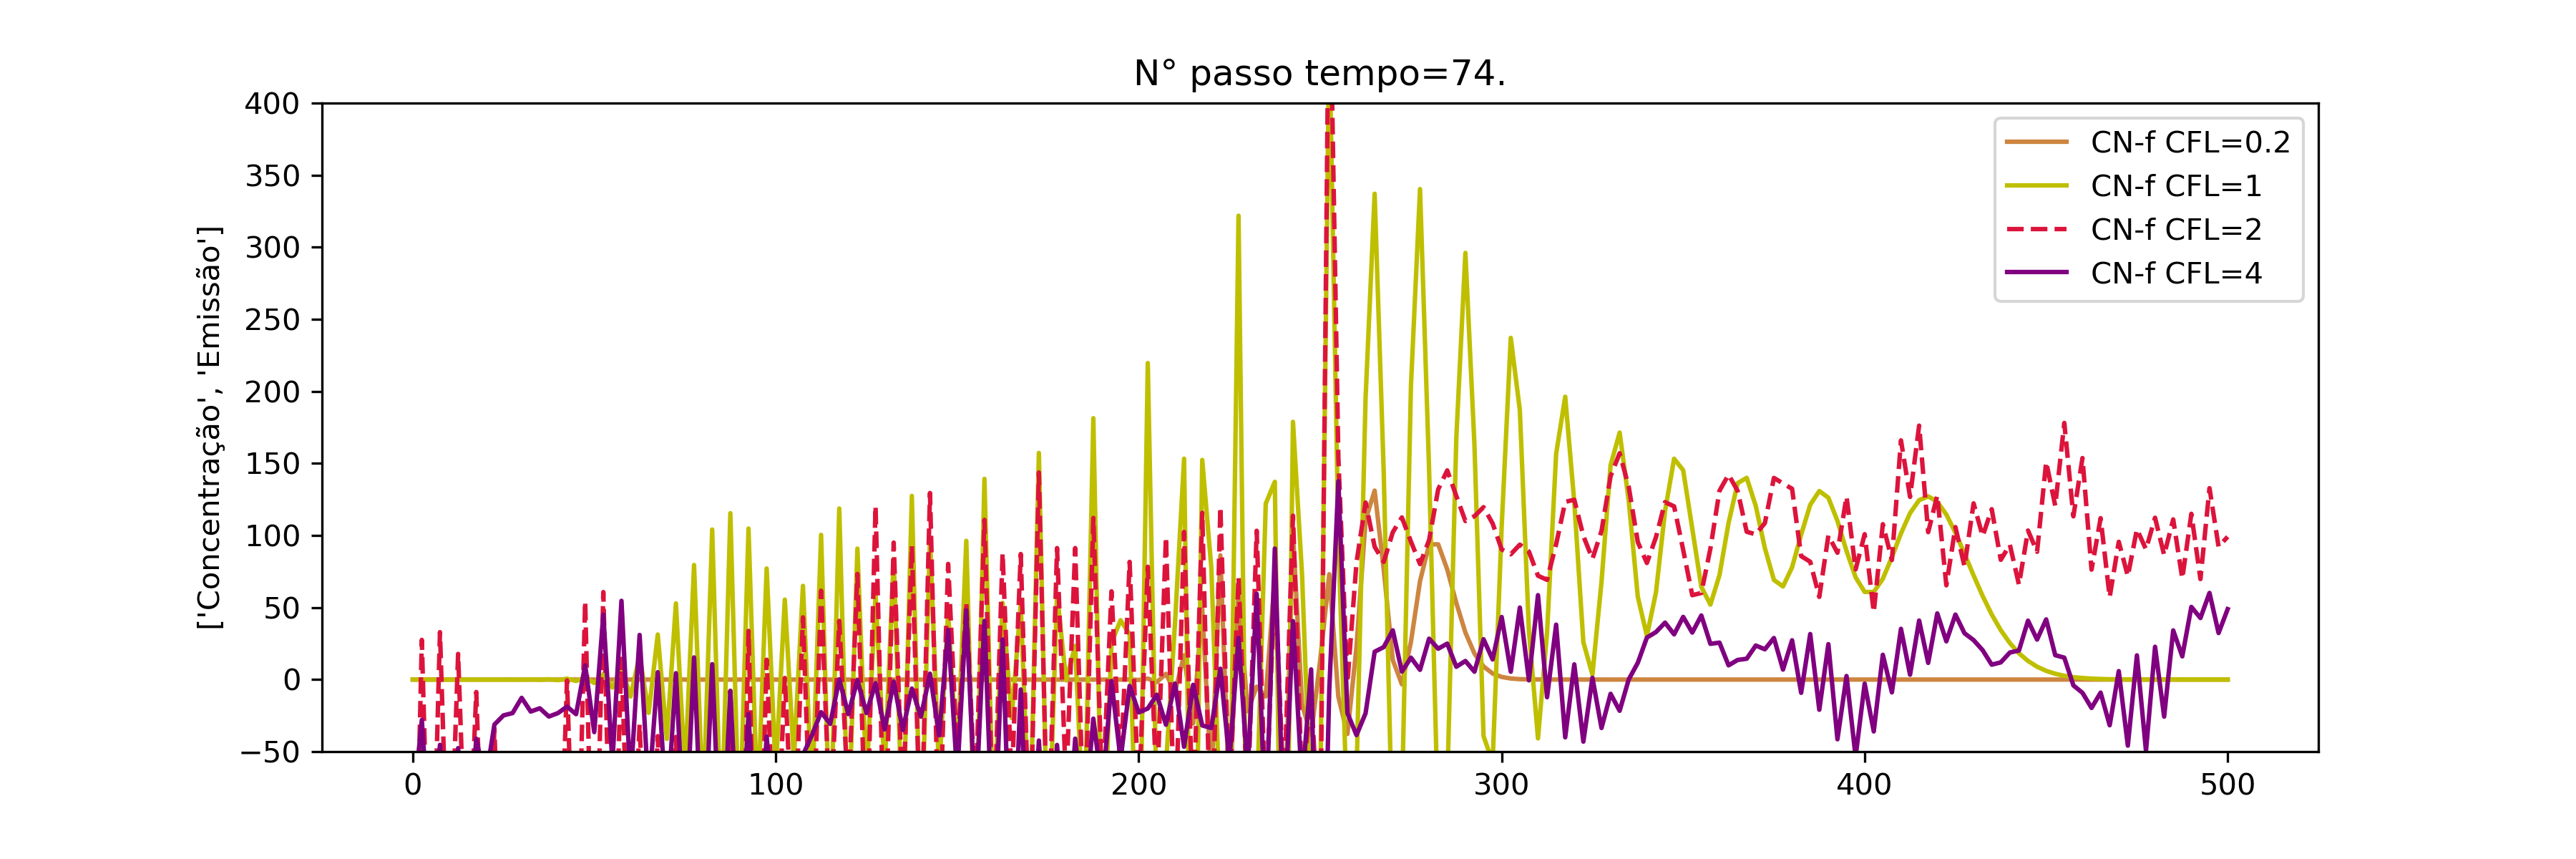 N° passo tempo=74.
['Concentração', 'Emissão']
400
350
300
250
200
150
100
50
0
−50
0 100 200 300 400 500
CN-f CFL=0.2
CN-f CFL=1
CN-f CFL=2
CN-f CFL=4